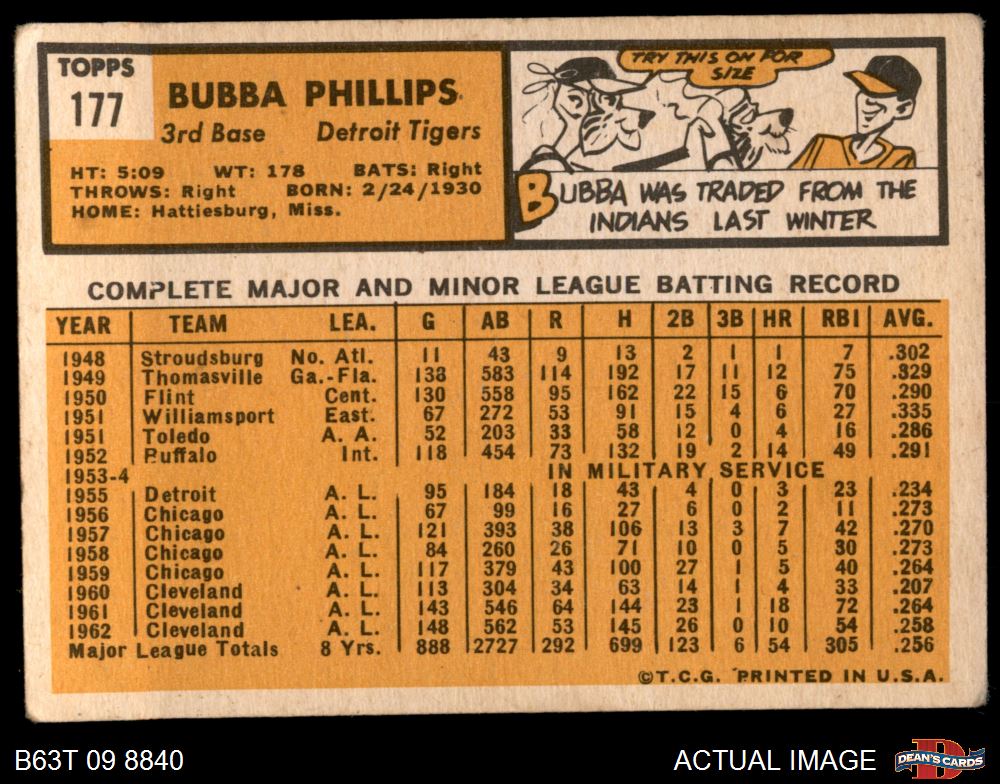 TOPPS
177
BUBBA PHILLIPS
3rd Base Detroit Tigers
HT: 5:09 WT: 178 BATS: Right
THROWS: Right BORN: 2/24/1930
HOME: Hattiesburg, Miss.
TRY THIS ON FOR
SIZE
BUBBA WAS TRADED FROM THE
INDIANS LAST WINTER
COMPLETE MAJOR AND MINOR LEAGUE BATTING RECORD
YEAR TEAM LEA. G AB R H 2B 3B HR RBI AVG.
1948 Stroudsburg No. Atl. 11 43 9 13 2 1 1 7 .302
1949 Thomasville Ga.-Fla. 138 583 114 192 17 11 12 75 .329
1950 Flint Cent. 130 558 95 162 22 15 6 70 .290
1951 Williamsport East. 67 272 53 91 15 4 6 27 .335
1951 Toledo A. A. 52 203 33 58 12 0 4 16 .286
1952 Buffalo Int. 118 454 73 132 19 2 14 49 .291
1953-4 IN MILITARY SERVICE
1955 Detroit A. L. 95 184 18 43 4 0 3 23 .234
1956 Chicago A. L. 67 99 16 27 6 0 2 11 .273
1957 Chicago A. L. 121 393 38 106 13 3 7 42 .270
1958 Chicago A. L. 84 260 26 71 10 0 5 30 .273
1959 Chicago A. L. 117 379 43 100 27 1 5 40 .264
1960 Cleveland A. L. 113 304 34 63 14 1 4 33 .207
1961 Cleveland A. L. 143 546 64 144 23 1 18 72 .264
1962 Cleveland A. L. 148 562 53 145 26 0 10 54 .258
Major League Totals 8 Yrs. 888 2727 292 699 123 6 54 305 .256
©T.C.G. PRINTED IN U.S.A.
B63T 09 8840
ACTUAL IMAGE
D
DEAN'S CARDS